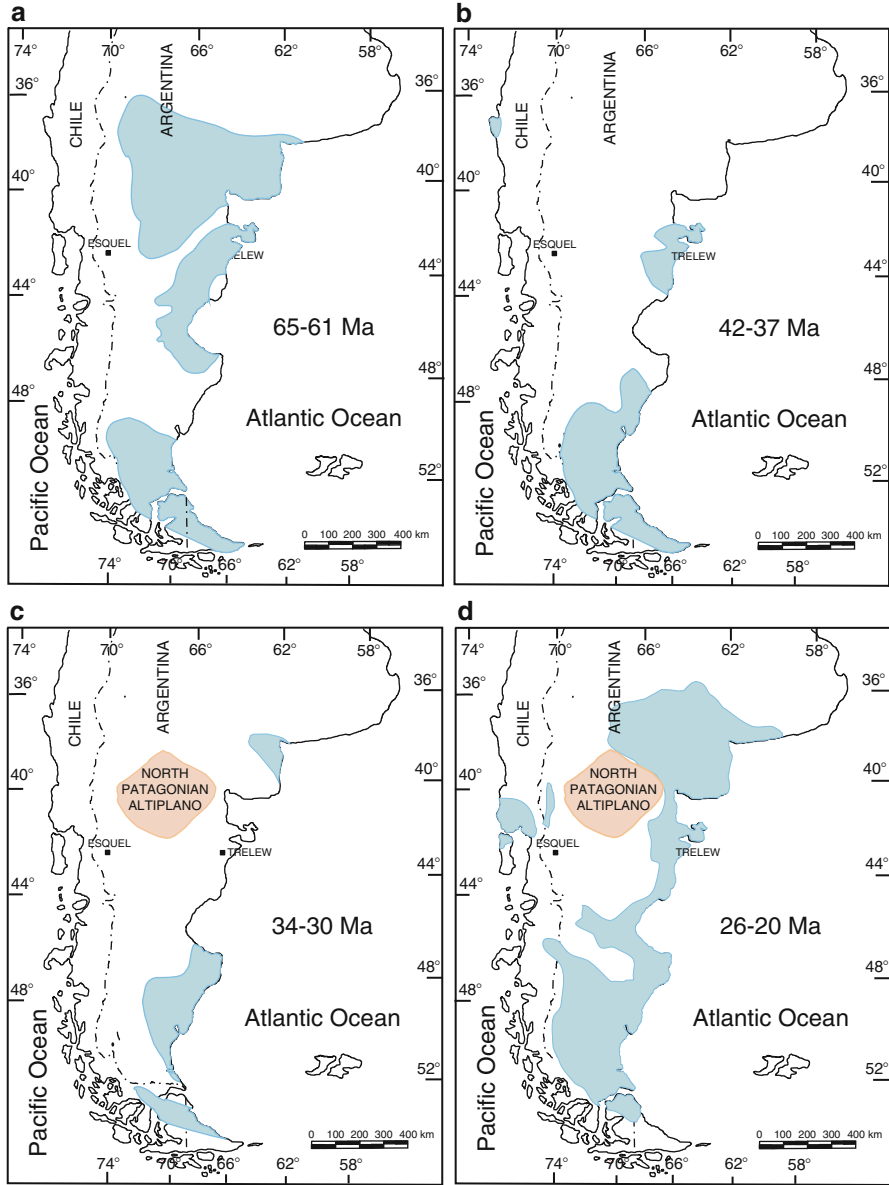 a
74° 70° 66° 62° 58°
36°
40°
44°
48°
36°
40°
44°
48°
52°
CHILE
ARGENTINA
ESQUEL
ELEW
65-61 Ma
Atlantic Ocean
Pacific Ocean
0 100 200 300 400 km
74° 70° 66° 62° 58°
b
74° 70° 66° 62° 58°
36°
40°
44°
48°
36°
40°
44°
48°
52°
CHILE
ARGENTINA
ESQUEL
TRELEW
42-37 Ma
Atlantic Ocean
Pacific Ocean
0 100 200 300 400 km
74° 70° 66° 62° 58°
c
74° 70° 66° 62° 58°
36°
40°
44°
48°
36°
40°
44°
48°
52°
CHILE
ARGENTINA
NORTH
PATAGONIAN
ALTIPLANO
ESQUEL
TRELEW
34-30 Ma
Atlantic Ocean
Pacific Ocean
0 100 200 300 400 km
74° 70° 66° 62° 58°
d
74° 70° 66° 62° 58°
36°
40°
44°
48°
36°
40°
44°
48°
52°
CHILE
ARGENTINA
NORTH
PATAGONIAN
ALTIPLANO
ESQUEL
TRELEW
26-20 Ma
Atlantic Ocean
Pacific Ocean
0 100 200 300 400 km
74° 70° 66° 62° 58°